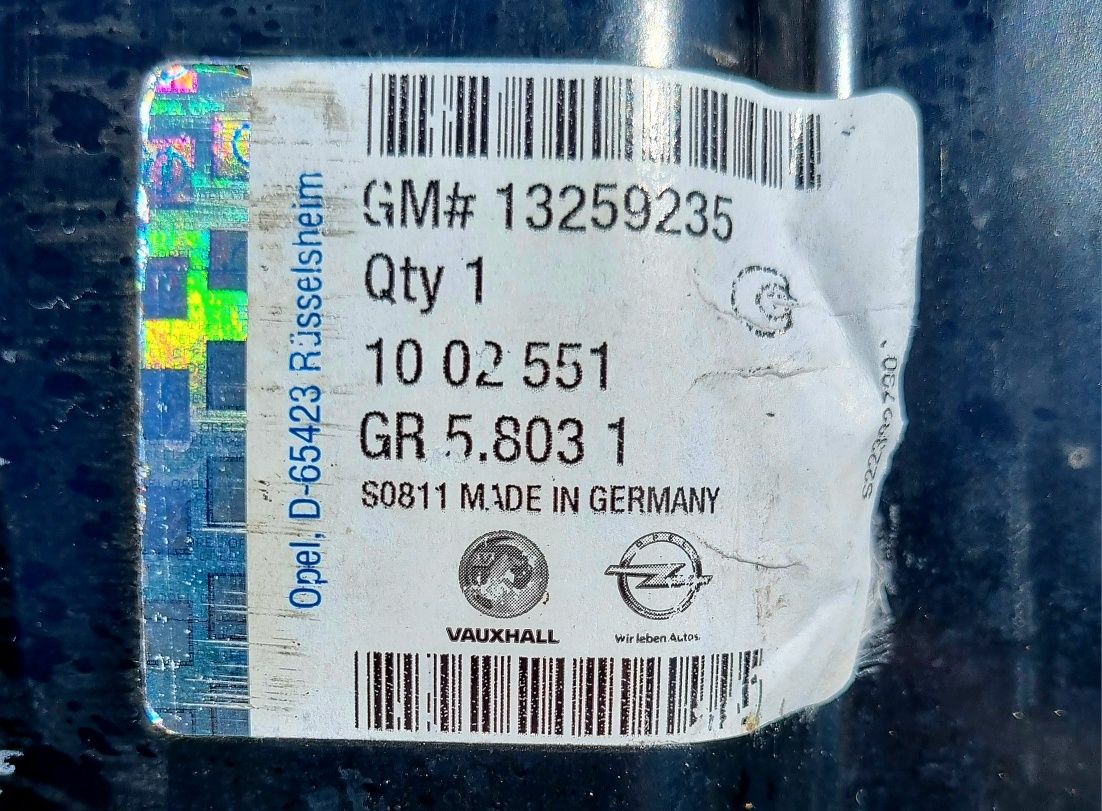 GM# 13259235
Qty 1
10 02 551
GR 5.803 1
S0811 MADE IN GERMANY
VAUXHALL
OPEL
Wir leben Autos.
Opel, D-65423 Rüsselsheim